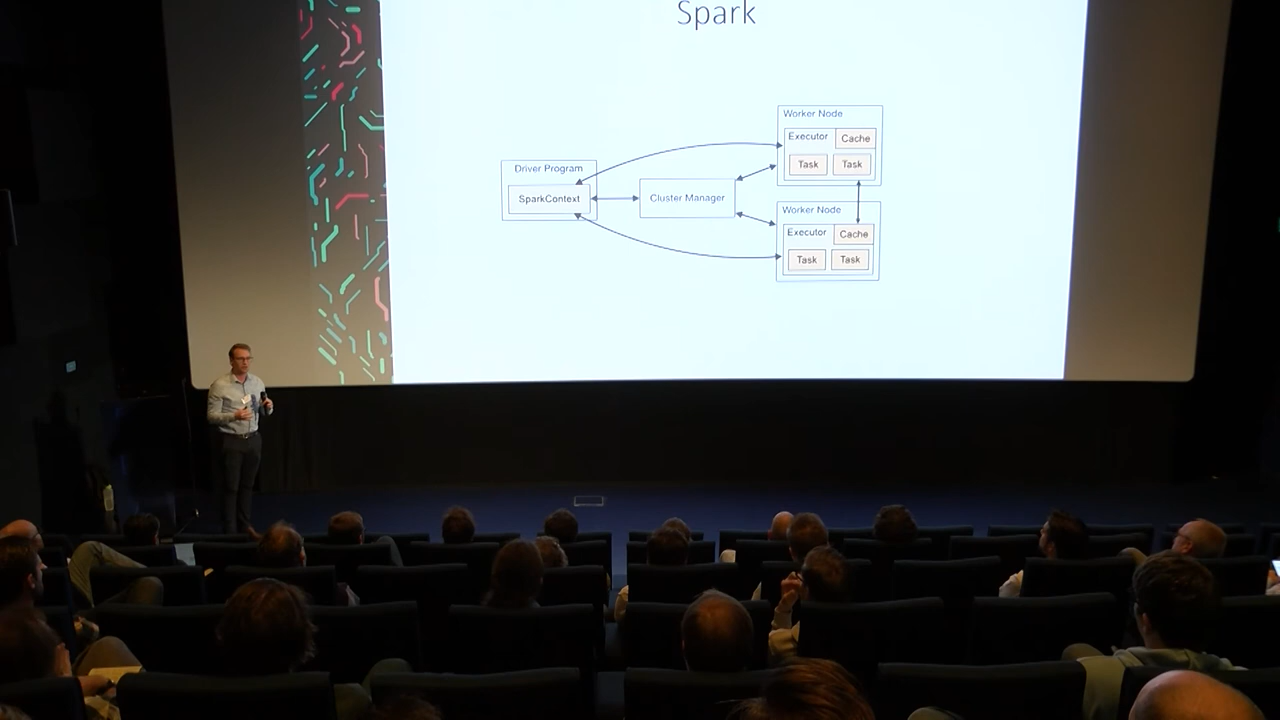 Spark
Driver Program
SparkContext
Cluster Manager
Worker Node
Executor
Cache
Task
Task
Worker Node
Executor
Cache
Task
Task